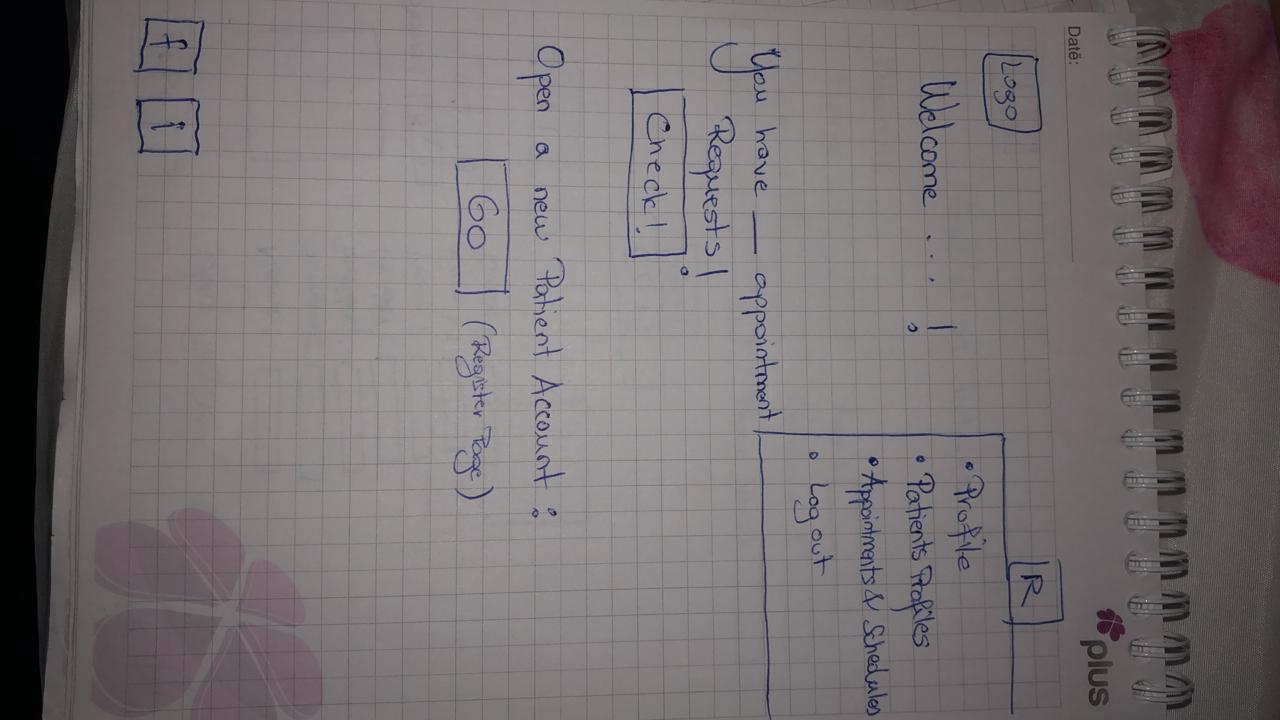 Datë:
plus
Logo
R
Welcome ... !
• Profile
• Patients Profiles
• Appointments & Schedules
• Log out
You have __ appointment
Requests!
Check!
Open a new Patient Account :
GO (Register Page)
f i